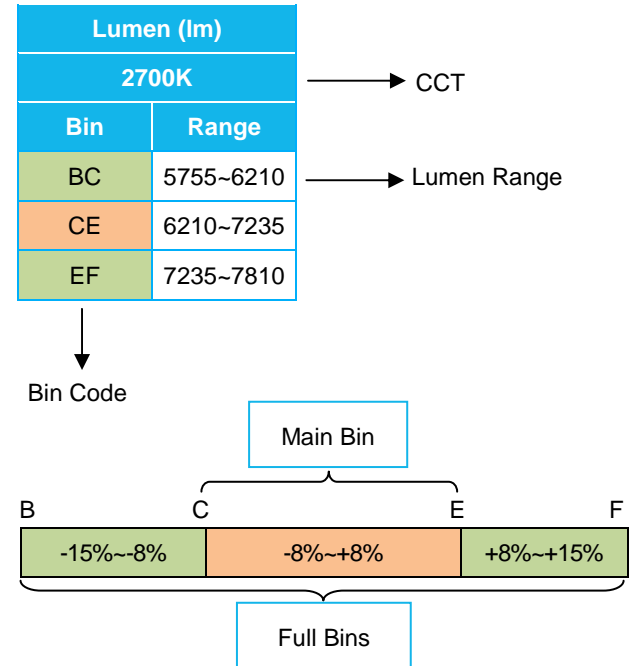 Lumen (lm)
2700K
CCT
Bin Range
BC 5755~6210
Lumen Range
CE 6210~7235
EF 7235~7810
Bin Code
Main Bin
B C E F
-15%~-8% -8%~+8% +8%~+15%
Full Bins